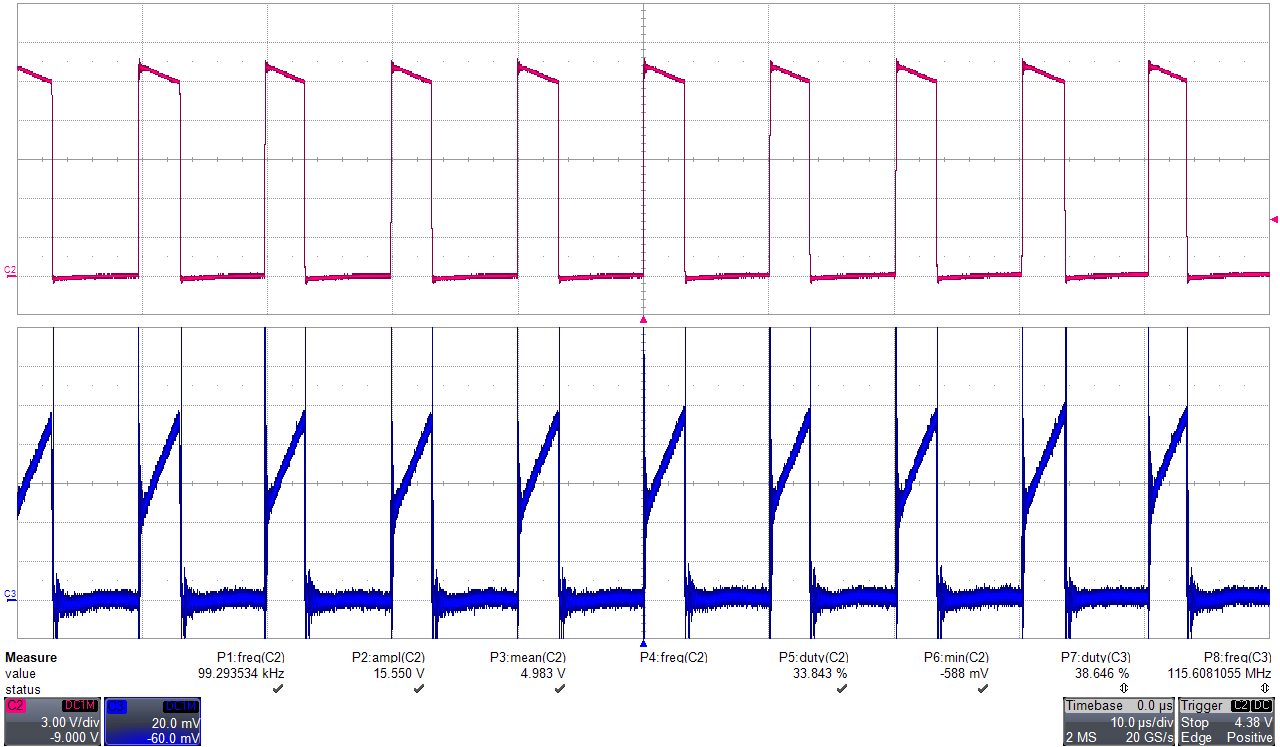 C2
C3
Measure P1:freq(C2) P2:ampl(C2) P3:mean(C2) P4:freq(C2) P5:duty(C2) P6:min(C2) P7:duty(C3) P8:freq(C3)
value 99.293534 kHz 15.550 V 4.983 V 33.843 % -588 mV 38.646 % 115.6081055 MHz
status
C2 DC1M C3 DC1M Timebase 0.0 µs Trigger C2 DC
3.00 V/div 20.0 mV 10.0 µs/div Stop 4.38 V
-9.000 V -60.0 mV 2 MS 20 GS/s Edge Positive